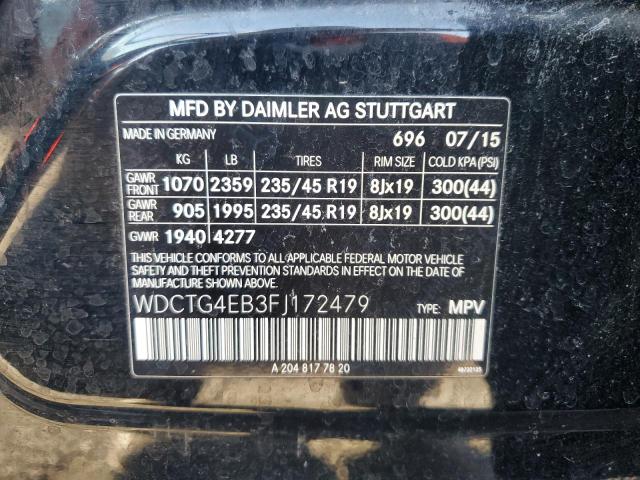 MFD BY DAIMLER AG STUTTGART
MADE IN GERMANY 696 07/15
KG LB TIRES RIM SIZE COLD KPA(PSI)
GAWR FRONT 1070 2359 235/45 R19 8Jx19 300(44)
GAWR REAR 905 1995 235/45 R19 8Jx19 300(44)
GVWR 1940 4277
THIS VEHICLE CONFORMS TO ALL APPLICABLE FEDERAL MOTOR VEHICLE
SAFETY AND THEFT PREVENTION STANDARDS IN EFFECT ON THE DATE OF
MANUFACTURE SHOWN ABOVE.
WDCTG4EB3FJ172479 TYPE: MPV
A 204 817 78 20